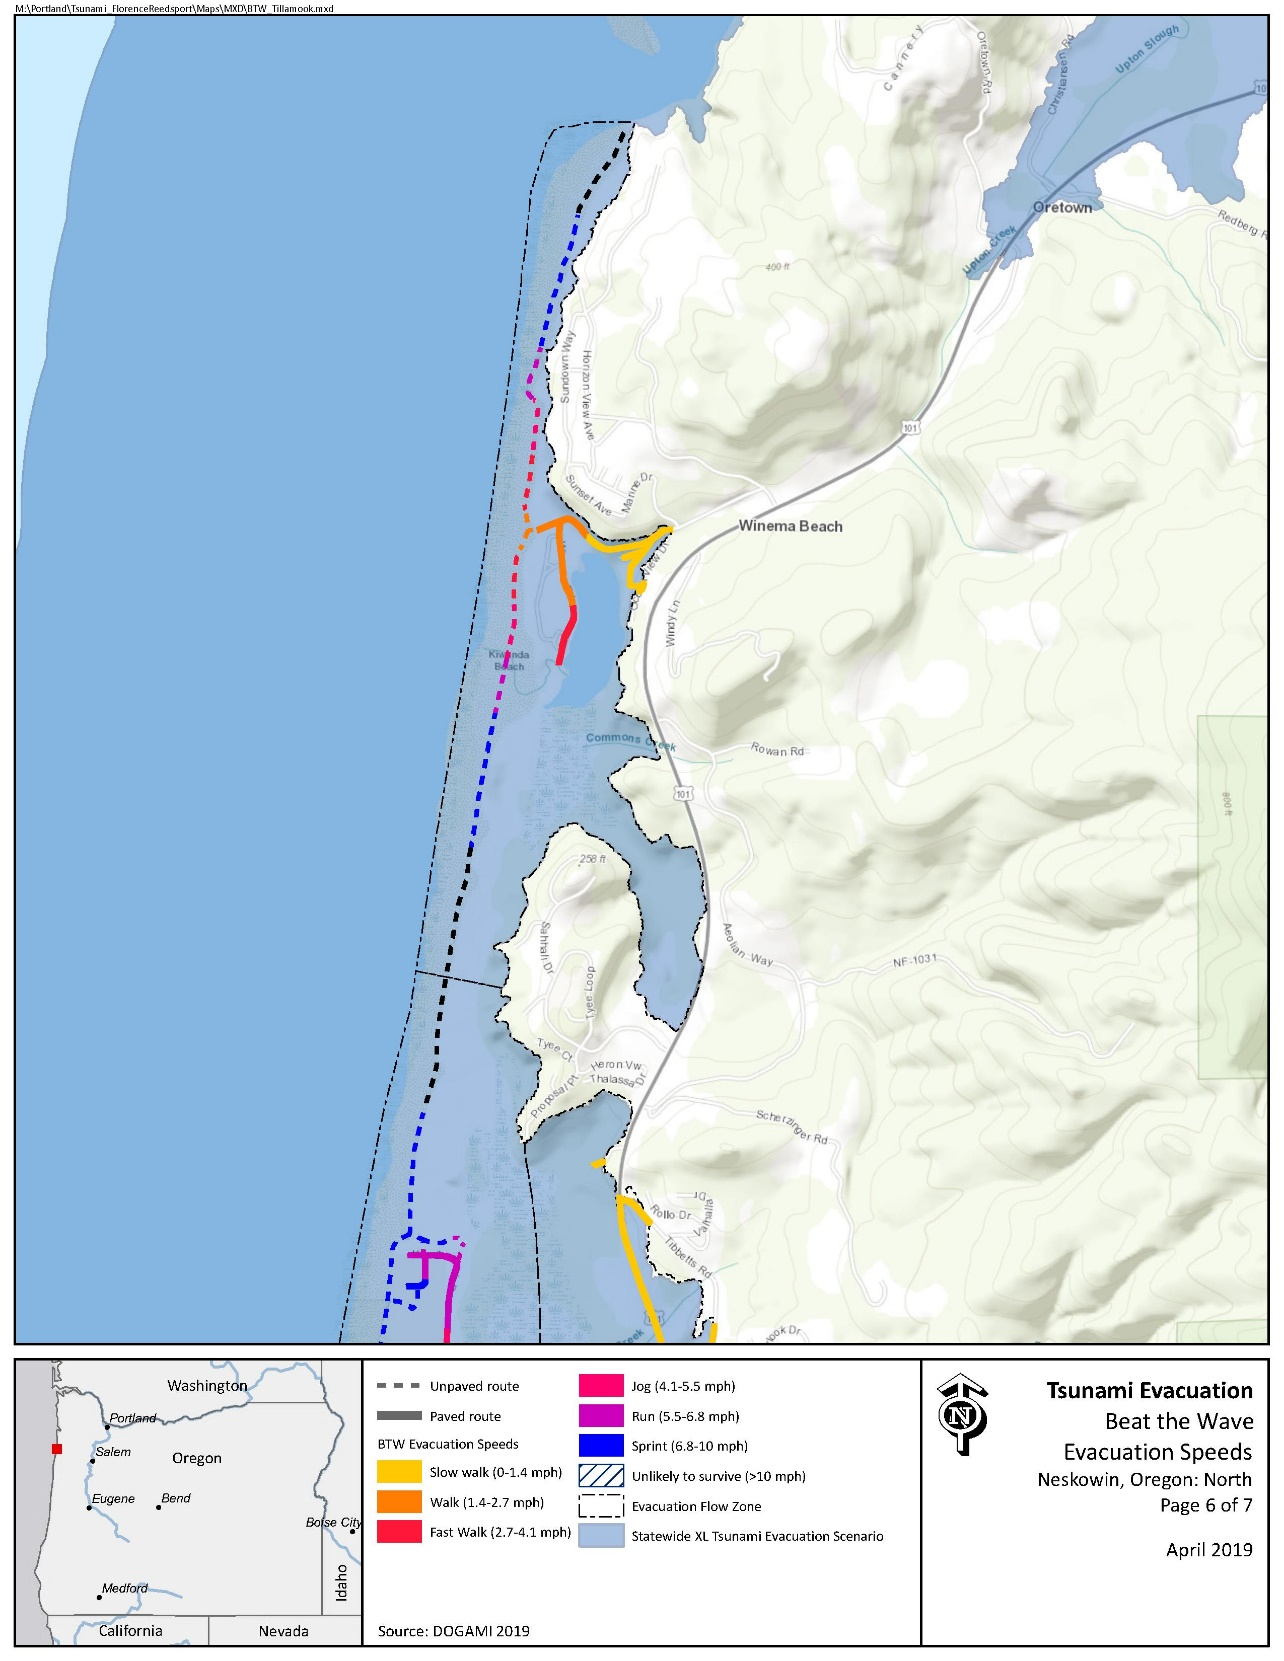 M:\Portland\Tsunami_FlorenceReedsport\Maps\MXD\BTW_Tillamook.mxd
Cannery
Oretown Rd
Christiansen Rd
Upton Slough
101
Oretown
Redberg R
Upton Creek
400 ft
Sundown Way
Horizon View Ave
101
Sunset Ave
Marine Dr
Winema Beach
View Dr
Windy Ln
Kiwanda
Beach
Commons Creek
Rowan Rd
101
800 ft
258 ft
Sahhali Dr
Aeolian Way
NF-1031
Tyee Loop
Tyee Ct
Heron Vw
Thalassa Dr
Proposal Pt
Scherzinger Rd
Rollo Dr
Valhalla
Tibbetts Rd
101
reek
ook Dr
Washington
Portland
Salem
Oregon
Eugene
Bend
Boise City
Medford
Idaho
California
Nevada
Unpaved route
Paved route
BTW Evacuation Speeds
Slow walk (0-1.4 mph)
Walk (1.4-2.7 mph)
Fast Walk (2.7-4.1 mph)
Jog (4.1-5.5 mph)
Run (5.5-6.8 mph)
Sprint (6.8-10 mph)
Unlikely to survive (>10 mph)
Evacuation Flow Zone
Statewide XL Tsunami Evacuation Scenario
Source: DOGAMI 2019
N
Tsunami Evacuation
Beat the Wave
Evacuation Speeds
Neskowin, Oregon: North
Page 6 of 7
April 2019